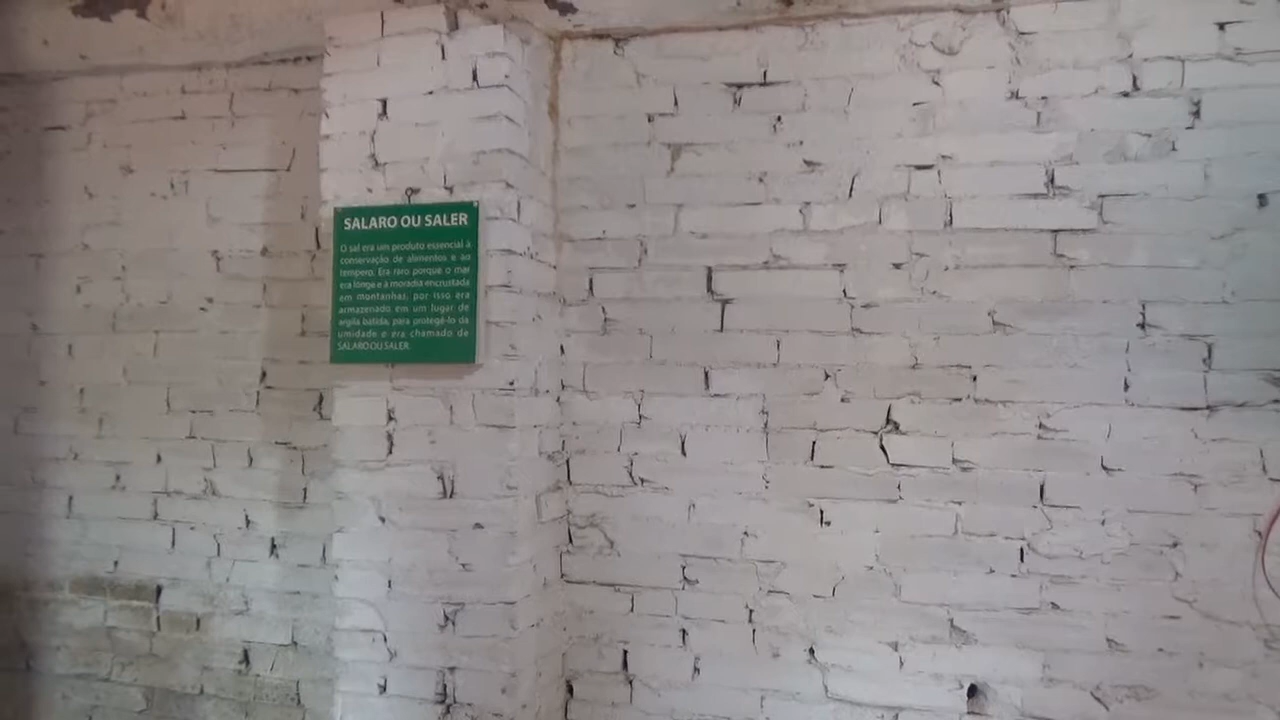 SALARO OU SALER
O sal era um produto essencial à
conservação de alimentos e ao
tempero. Era raro porque o mar
era longe e a moradia encrustada
em montanhas, por isso era
armazenado em um lugar de
argila batida, para protegê-lo da
umidade e era chamado de
SALARO OU SALER.